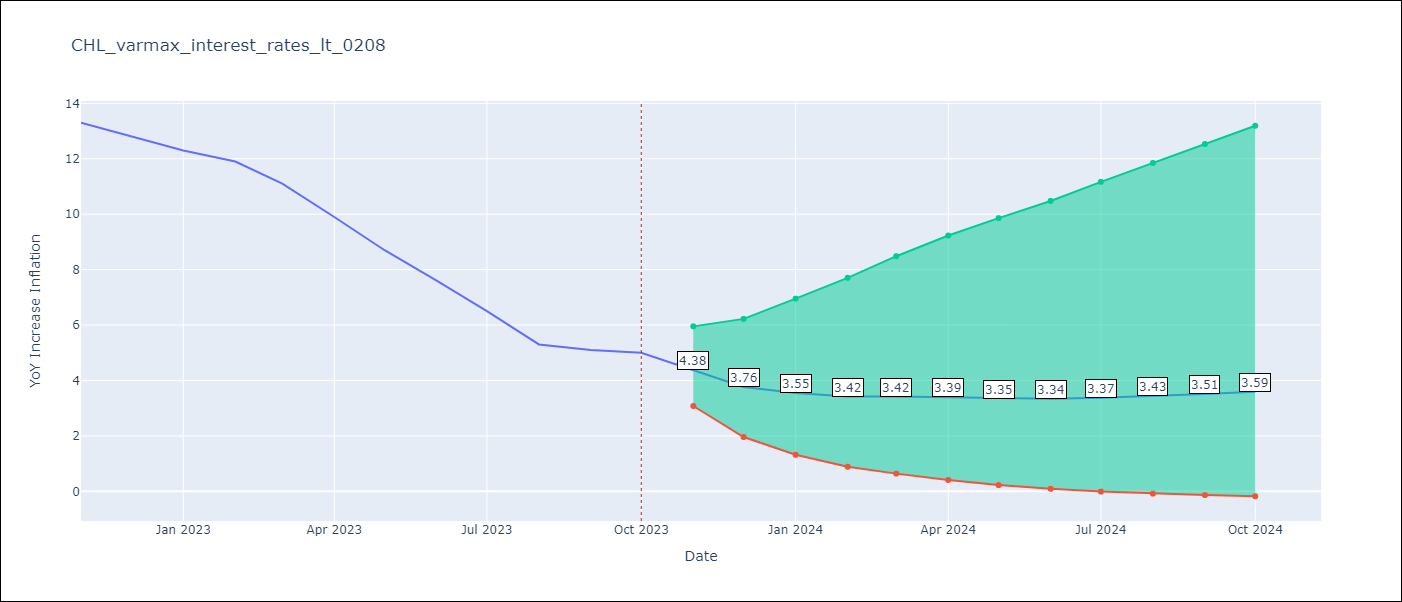 CHL_varmax_interest_rates_lt_0208
YoY Increase Inflation
14
12
10
8
6
4
2
0
4.38
3.76
3.55
3.42
3.42
3.39
3.35
3.34
3.37
3.43
3.51
3.59
Jan 2023
Apr 2023
Jul 2023
Oct 2023
Jan 2024
Apr 2024
Jul 2024
Oct 2024
Date